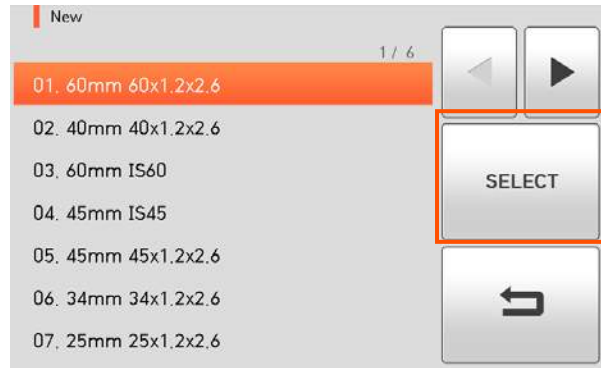 New
1 / 6
01. 60mm 60x1.2x2.6
02. 40mm 40x1.2x2.6
03. 60mm IS60
04. 45mm IS45
05. 45mm 45x1.2x2.6
06. 34mm 34x1.2x2.6
07. 25mm 25x1.2x2.6
SELECT